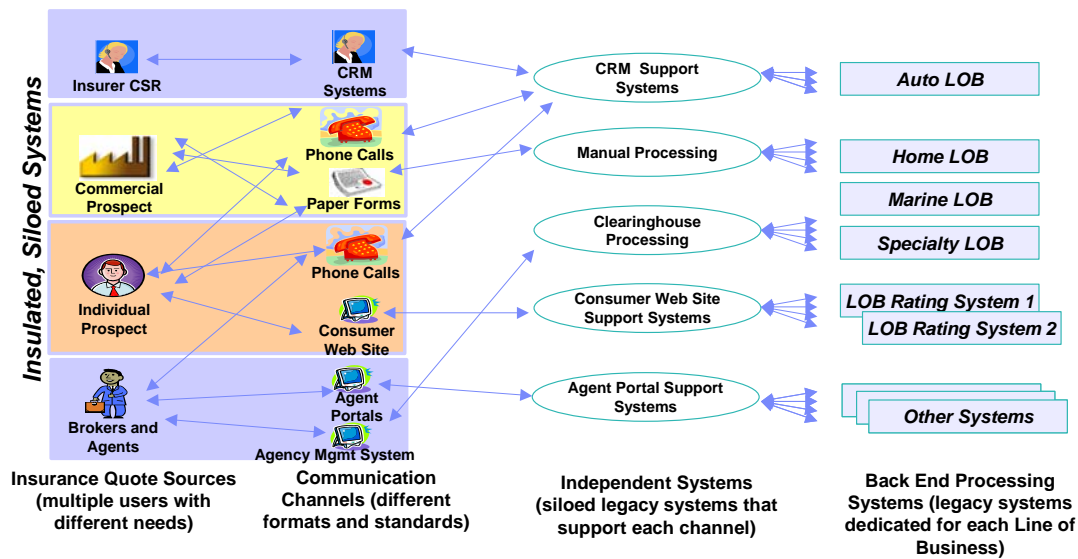 Insulated, Siloed Systems
Insurer CSR
CRM
Systems
Commercial
Prospect
Phone Calls
Paper Forms
Individual
Prospect
Phone Calls
Consumer
Web Site
Brokers and
Agents
Agent
Portals
Agency Mgmt System
CRM Support
Systems
Manual Processing
Clearinghouse
Processing
Consumer Web Site
Support Systems
Agent Portal Support
Systems
Auto LOB
Home LOB
Marine LOB
Specialty LOB
LOB Rating System 1
LOB Rating System 2
Other Systems
Insurance Quote Sources
(multiple users with
different needs)
Communication
Channels (different
formats and standards)
Independent Systems
(siloed legacy systems that
support each channel)
Back End Processing
Systems (legacy systems
dedicated for each Line of
Business)